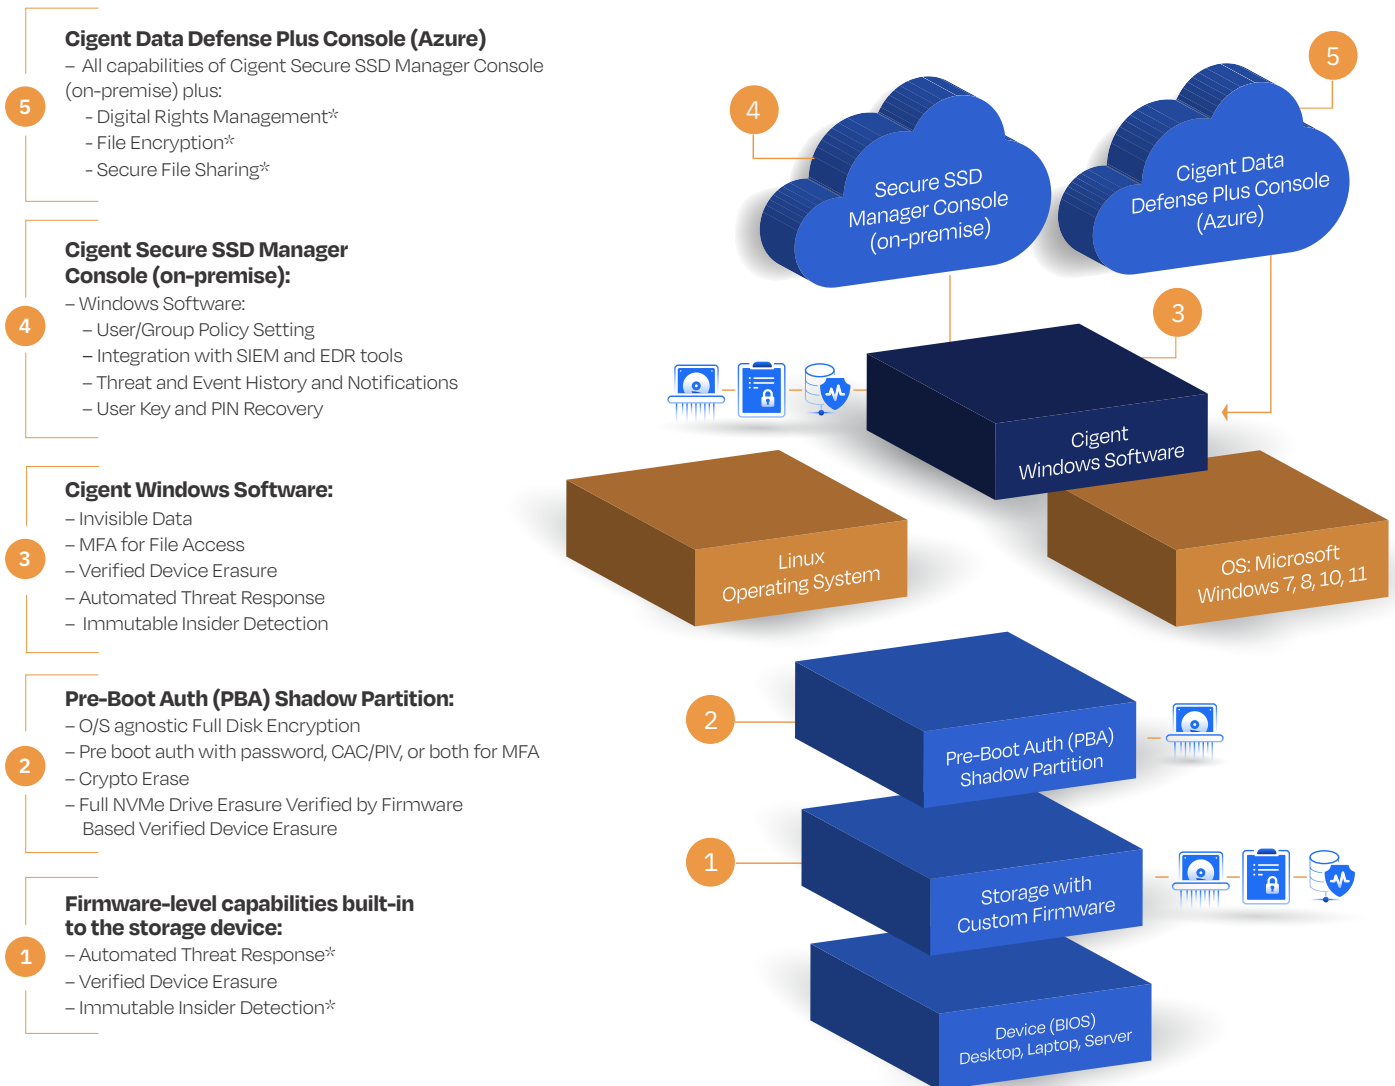 5
Cigent Data Defense Plus Console (Azure)
– All capabilities of Cigent Secure SSD Manager Console
(on-premise) plus:
- Digital Rights Management*
- File Encryption*
- Secure File Sharing*
4
Cigent Secure SSD Manager
Console (on-premise):
– Windows Software:
– User/Group Policy Setting
– Integration with SIEM and EDR tools
– Threat and Event History and Notifications
– User Key and PIN Recovery
3
Cigent Windows Software:
– Invisible Data
– MFA for File Access
– Verified Device Erasure
– Automated Threat Response
– Immutable Insider Detection
2
Pre-Boot Auth (PBA) Shadow Partition:
– O/S agnostic Full Disk Encryption
– Pre boot auth with password, CAC/PIV, or both for MFA
– Crypto Erase
– Full NVMe Drive Erasure Verified by Firmware
Based Verified Device Erasure
1
Firmware-level capabilities built-in
to the storage device:
– Automated Threat Response*
– Verified Device Erasure
– Immutable Insider Detection*
4
Secure SSD
Manager Console
(on-premise)
5
Cigent Data
Defense Plus Console
(Azure)
3
Cigent
Windows Software
Linux
Operating System
OS: Microsoft
Windows 7, 8, 10, 11
2
Pre-Boot Auth (PBA)
Shadow Partition
1
Storage with
Custom Firmware
Device (BIOS)
Desktop, Laptop, Server